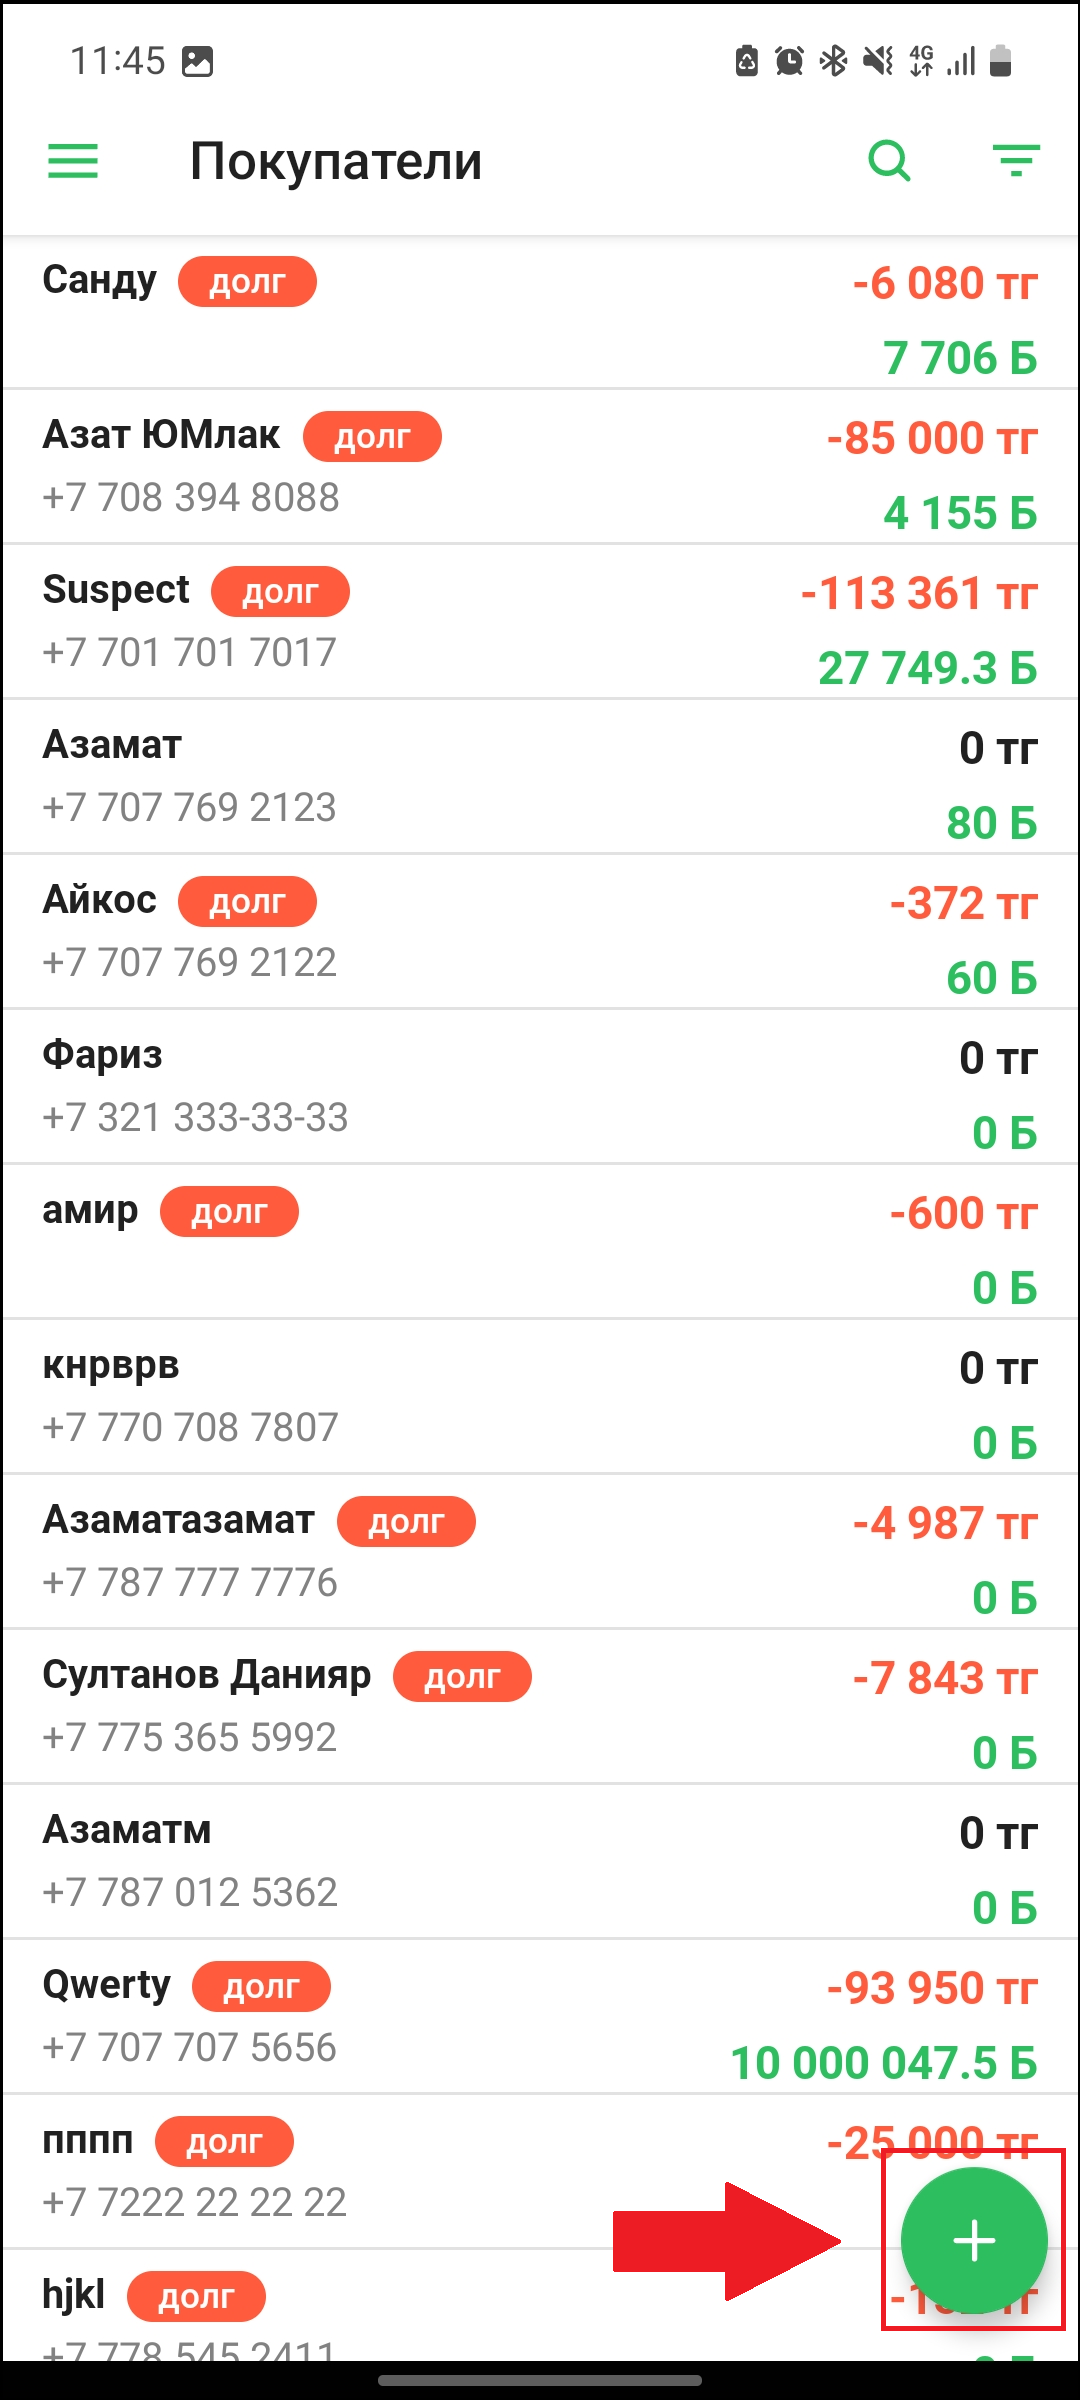 11:45 4G
Покупатели
Санду долг -6 080 тг
7 706 Б
Азат ЮМлак долг -85 000 тг
+7 708 394 8088 4 155 Б
Suspect долг -113 361 тг
+7 701 701 7017 27 749.3 Б
Азамат 0 тг
+7 707 769 2123 80 Б
Айкос долг -372 тг
+7 707 769 2122 60 Б
Фариз 0 тг
+7 321 333-33-33 0 Б
амир долг -600 тг
0 Б
кнрврв 0 тг
+7 770 708 7807 0 Б
Азаматазамат долг -4 987 тг
+7 787 777 7776 0 Б
Султанов Данияр долг -7 843 тг
+7 775 365 5992 0 Б
Азаматм 0 тг
+7 787 012 5362 0 Б
Qwerty долг -93 950 тг
+7 707 707 5656 10 000 047.5 Б
пппп долг -25 000 тг
+7 7222 22 22 22
hjkl долг
+7 778 545 2411